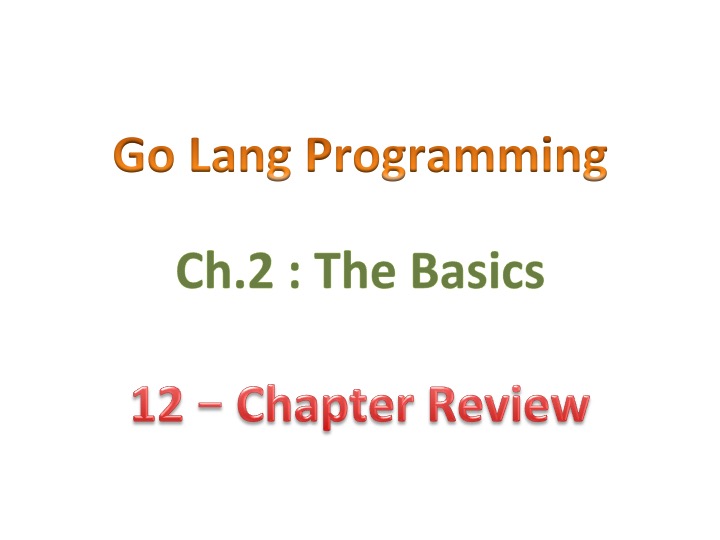 Go Lang Programming
Ch.2 : The Basics
12 – Chapter Review